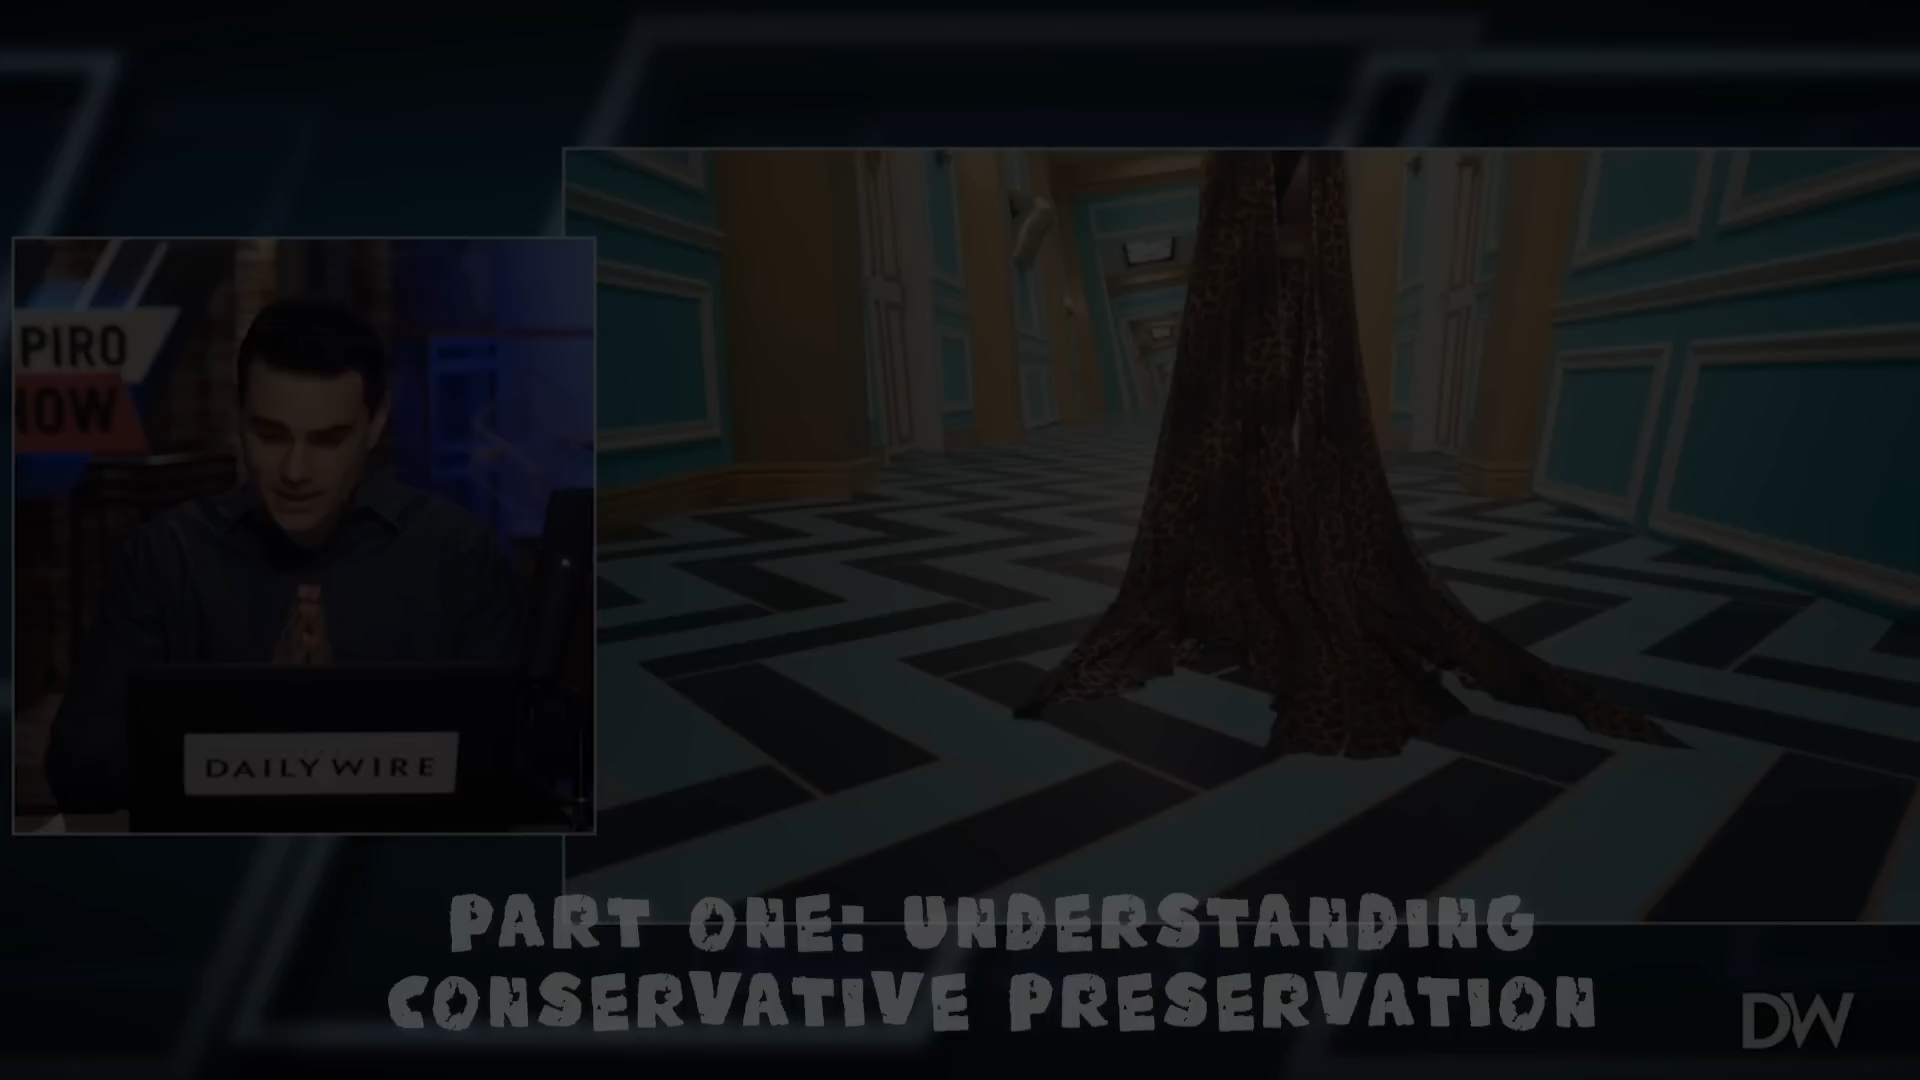 PIRO
HOW
DAILY WIRE
PART ONE: UNDERSTANDING
CONSERVATIVE PRESERVATION
DW